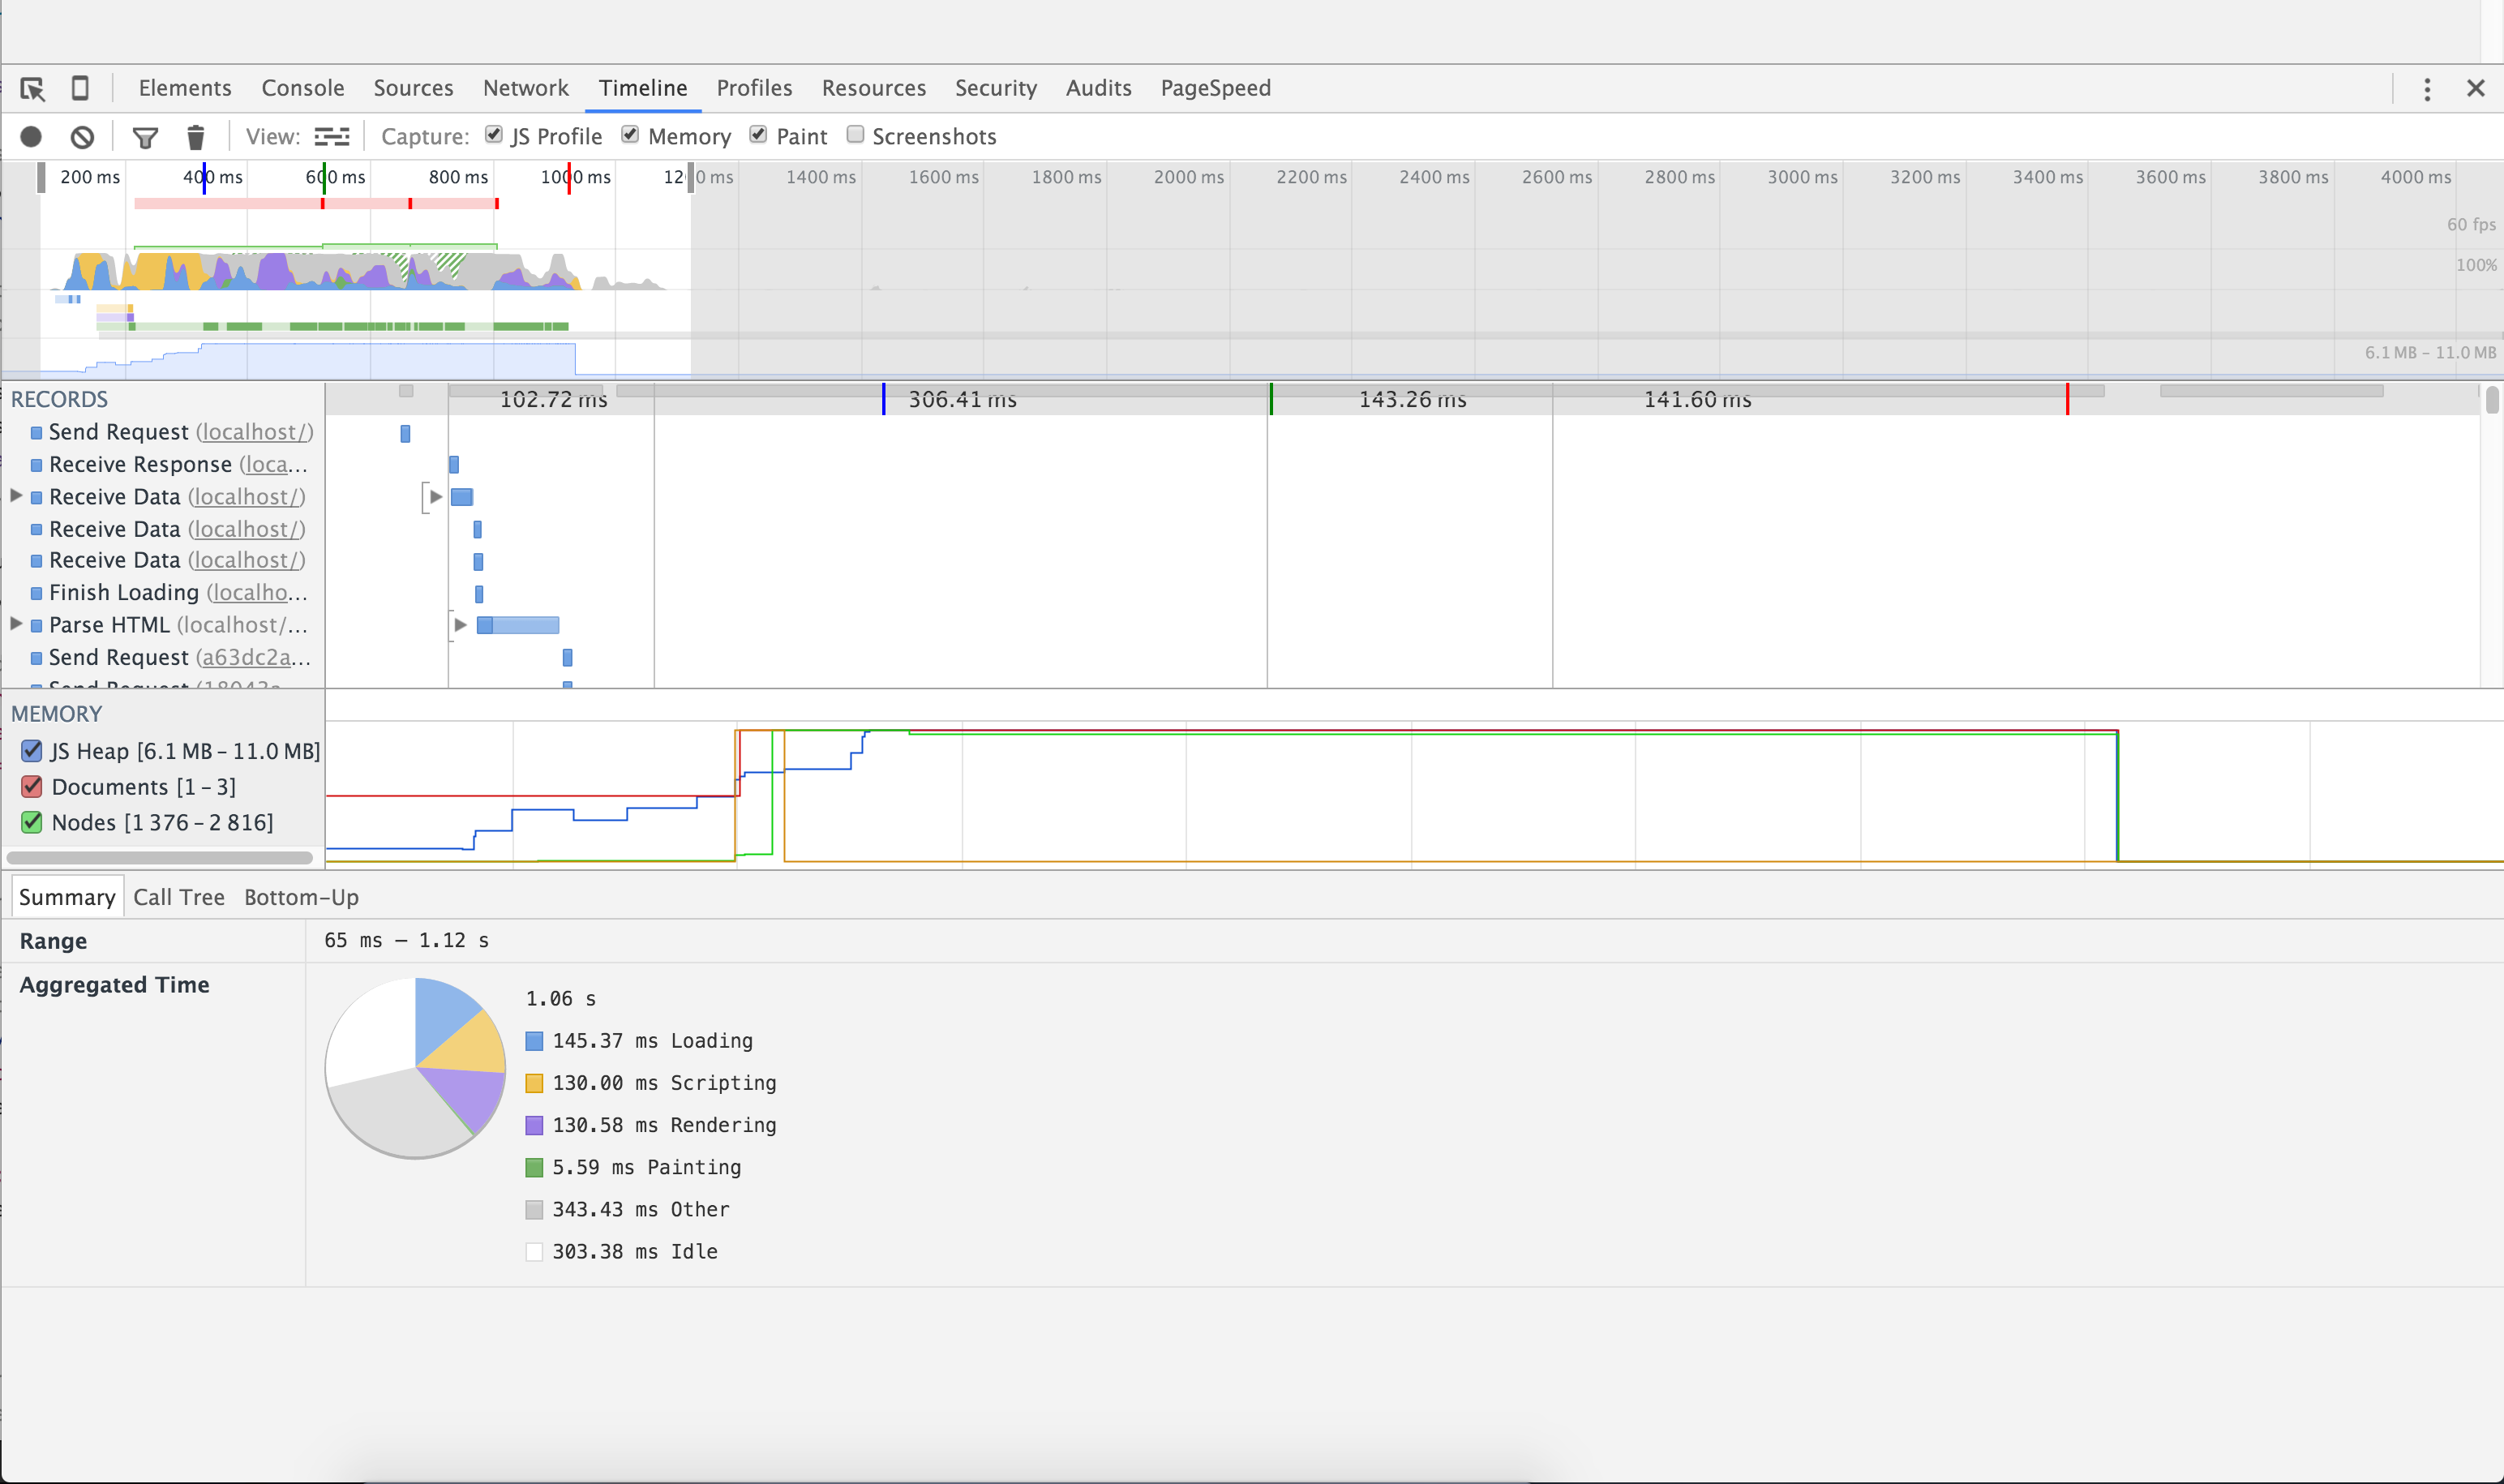 Elements Console Sources Network Timeline Profiles Resources Security Audits PageSpeed
View: Capture: JS Profile Memory Paint Screenshots
200 ms 400 ms 600 ms 800 ms 1000 ms 1200 ms 1400 ms 1600 ms 1800 ms 2000 ms 2200 ms 2400 ms 2600 ms 2800 ms 3000 ms 3200 ms 3400 ms 3600 ms 3800 ms 4000 ms
60 fps
100%
6.1 MB – 11.0 MB
RECORDS 102.72 ms 306.41 ms 143.26 ms 141.60 ms
Send Request (localhost/)
Receive Response (loca...
Receive Data (localhost/)
Receive Data (localhost/)
Receive Data (localhost/)
Finish Loading (localho...
Parse HTML (localhost/...
Send Request (a63dc2a...
Send Request
MEMORY
JS Heap [6.1 MB – 11.0 MB]
Documents [1 – 3]
Nodes [1 376 – 2 816]
Summary Call Tree Bottom-Up
Range 65 ms – 1.12 s
Aggregated Time
1.06 s
145.37 ms Loading
130.00 ms Scripting
130.58 ms Rendering
5.59 ms Painting
343.43 ms Other
303.38 ms Idle